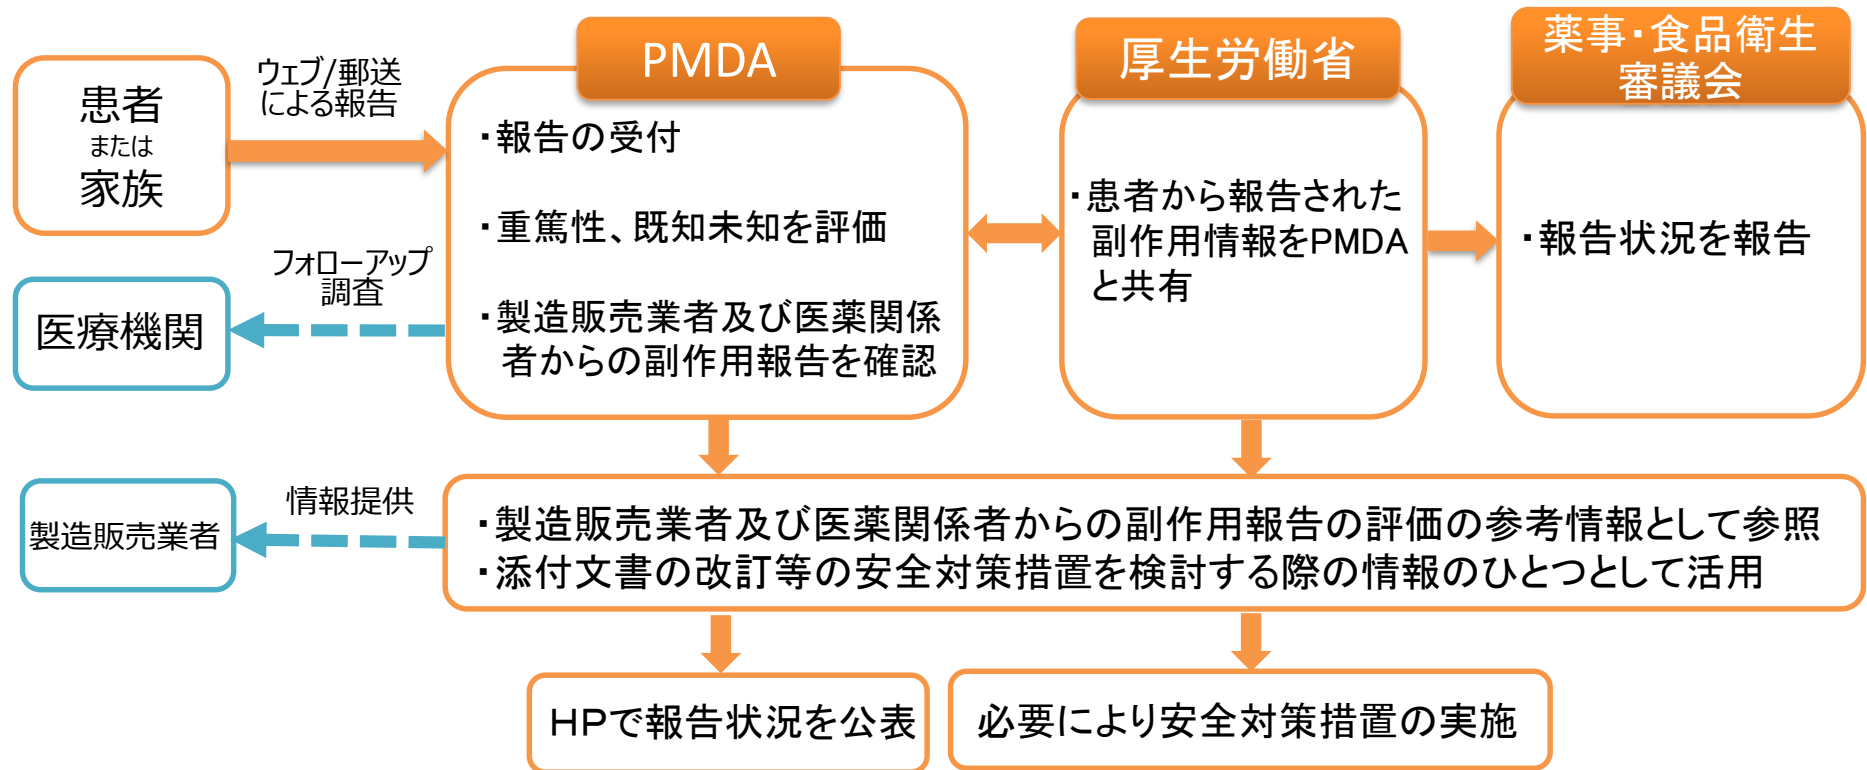 患者
または
家族
ウェブ/郵送
による報告
PMDA
・報告の受付
・重篤性、既知未知を評価
・製造販売業者及び医薬関係
者からの副作用報告を確認
厚生労働省
・患者から報告された
副作用情報をPMDA
と共有
薬事・食品衛生
審議会
・報告状況を報告
フォローアップ
調査
医療機関
製造販売業者
情報提供
・製造販売業者及び医薬関係者からの副作用報告の評価の参考情報として参照
・添付文書の改訂等の安全対策措置を検討する際の情報のひとつとして活用
HPで報告状況を公表
必要により安全対策措置の実施